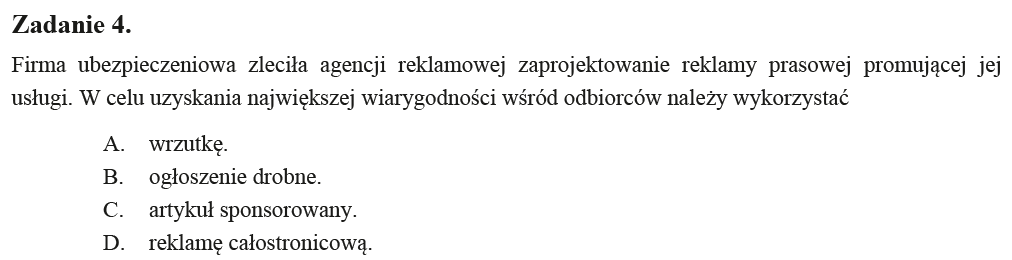 Zadanie 4.
Firma ubezpieczeniowa zleciła agencji reklamowej zaprojektowanie reklamy prasowej promującej jej
usługi. W celu uzyskania największej wiarygodności wśród odbiorców należy wykorzystać
A. wrzutkę.
B. ogłoszenie drobne.
C. artykuł sponsorowany.
D. reklamę całostronicową.